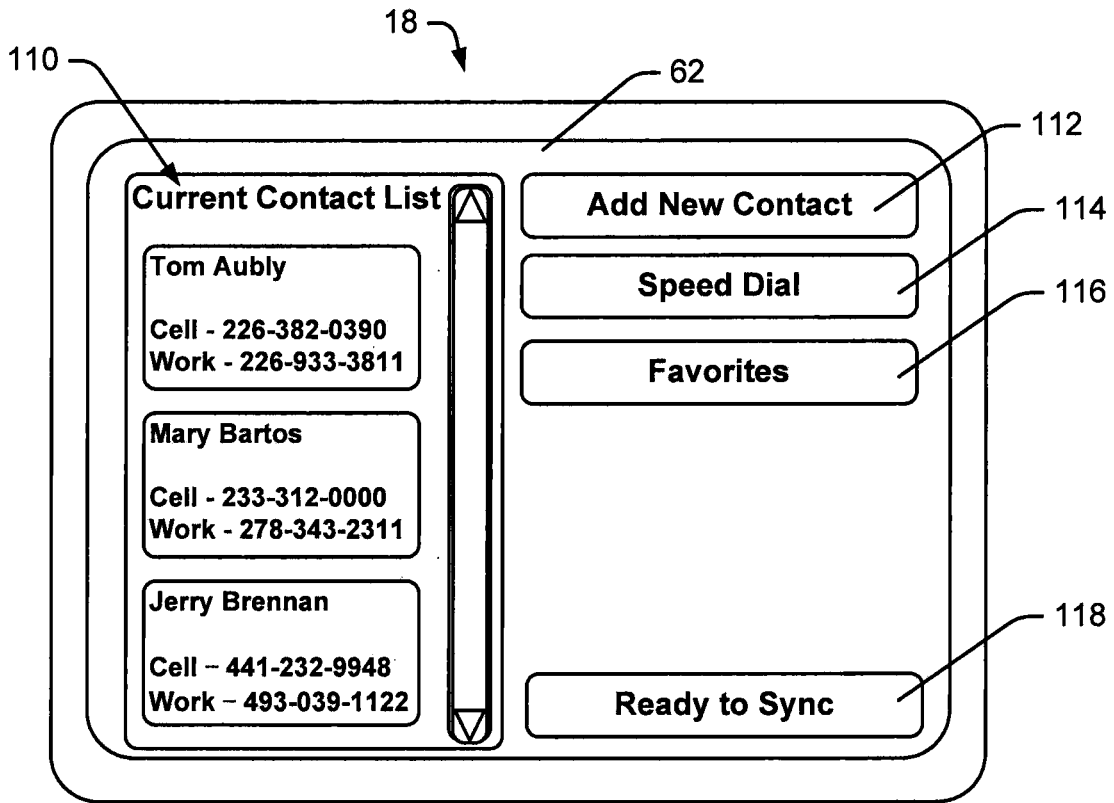 18
110
62
112
Current Contact List
Add New Contact
114
Tom Aubly
Speed Dial
Cell - 226-382-0390
116
Work - 226-933-3811
Favorites
Mary Bartos
Cell - 233-312-0000
Work - 278-343-2311
Jerry Brennan
118
Cell - 441-232-9948
Work - 493-039-1122
Ready to Sync